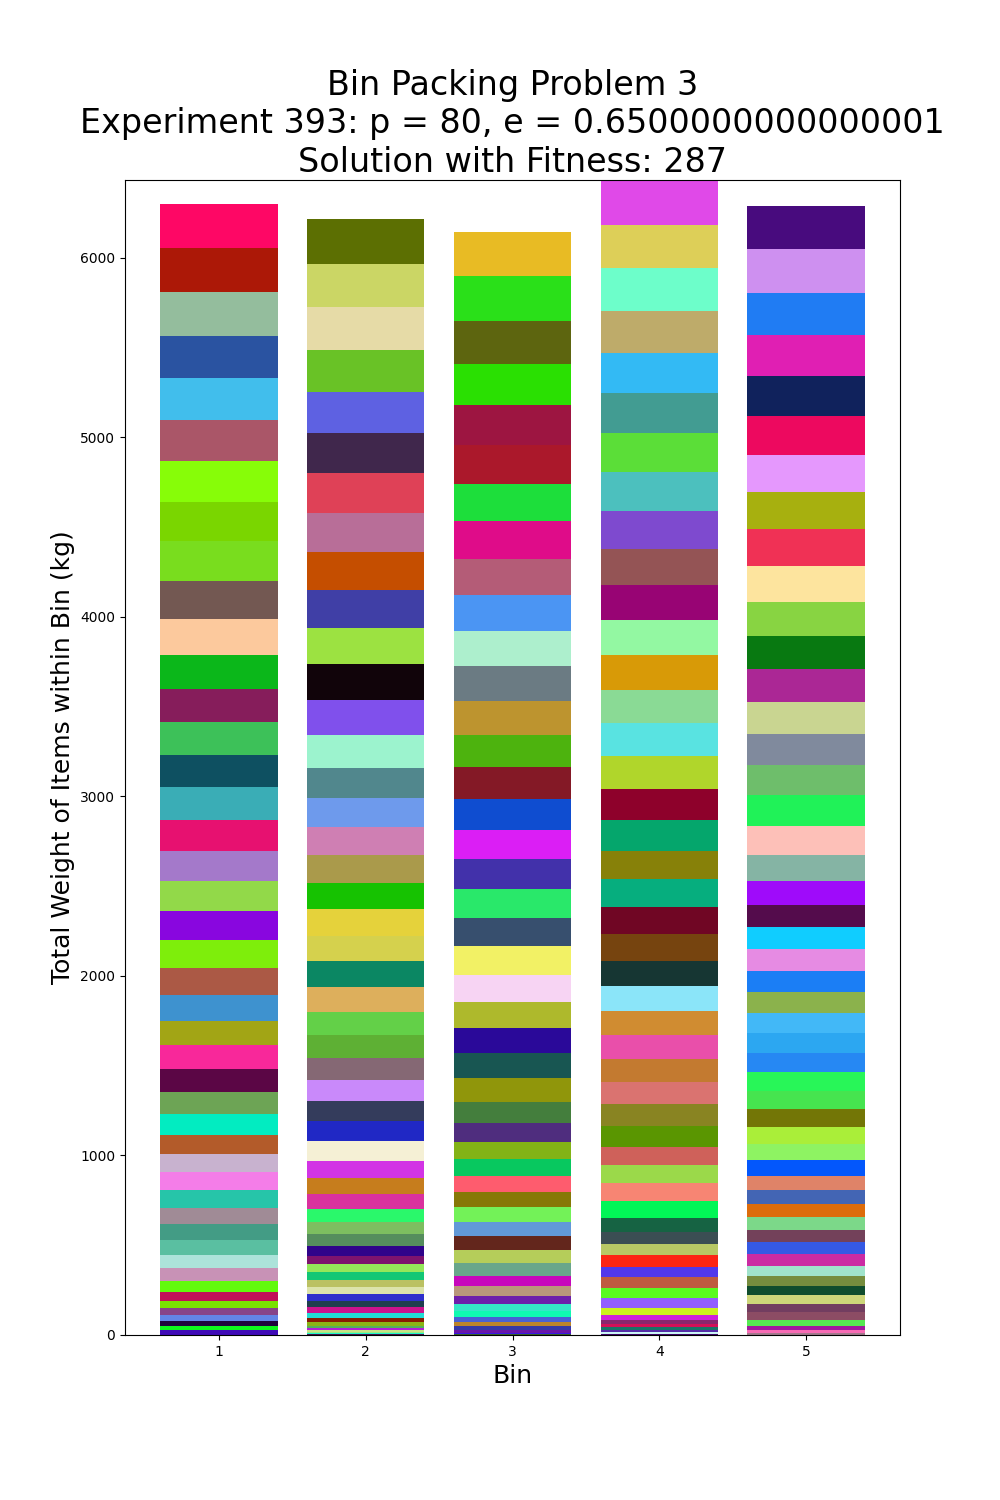 Bin Packing Problem 3
Experiment 393: p = 80, e = 0.6500000000000001
Solution with Fitness: 287
Total Weight of Items within Bin (kg)
6000
5000
4000
3000
2000
1000
0
1 2 3 4 5
Bin